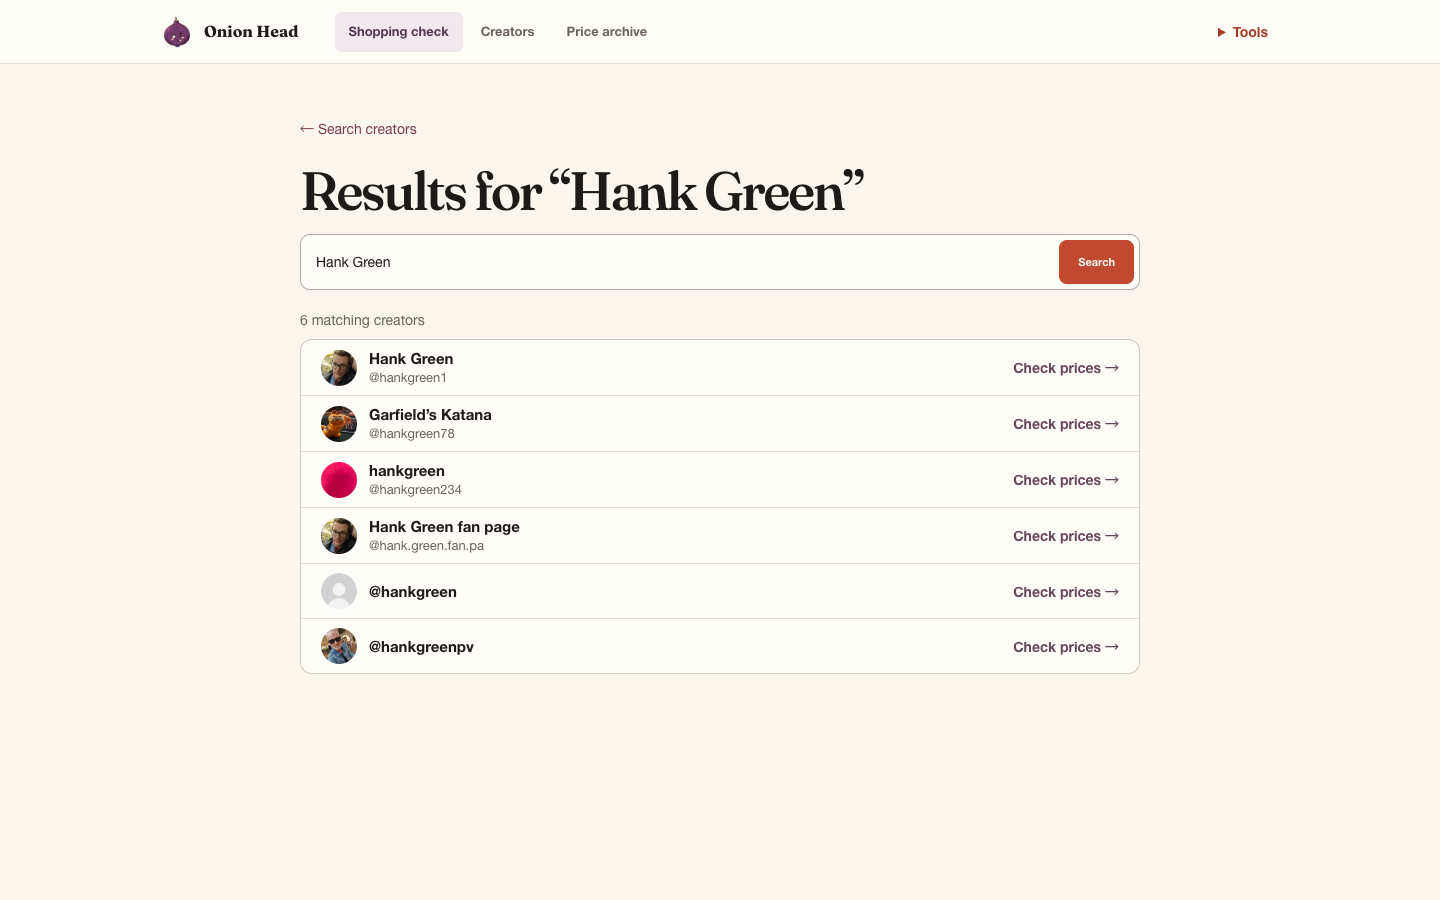 Onion Head
Shopping check
Creators
Price archive
▶ Tools
← Search creators
Results for “Hank Green”
Hank Green
Search
6 matching creators
Hank Green
@hankgreen1
Check prices →
Garfield’s Katana
@hankgreen78
Check prices →
hankgreen
@hankgreen234
Check prices →
Hank Green fan page
@hank.green.fan.pa
Check prices →
@hankgreen
Check prices →
@hankgreenpv
Check prices →